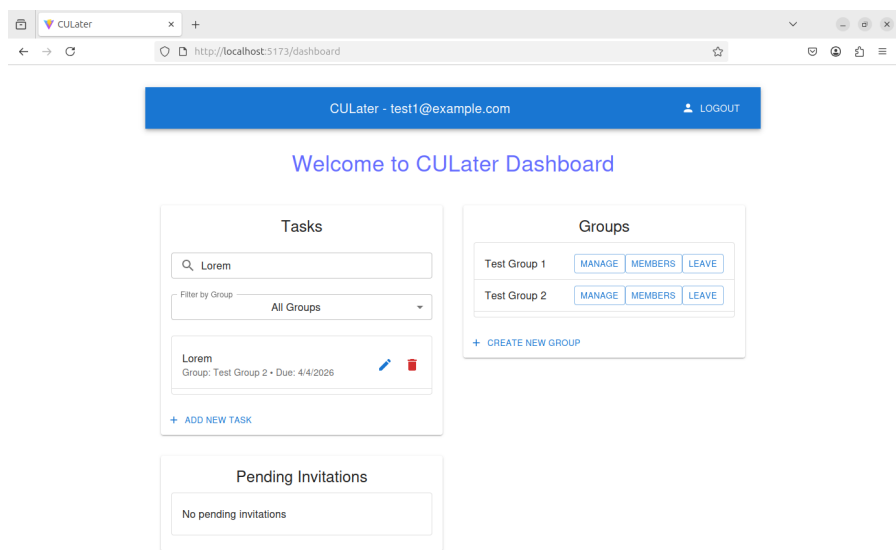 CULater
http://localhost:5173/dashboard
CULater - test1@example.com
LOGOUT
Welcome to CULater Dashboard
Tasks
Lorem
Filter by Group
All Groups
Lorem
Group: Test Group 2 • Due: 4/4/2026
+ ADD NEW TASK
Pending Invitations
No pending invitations
Groups
Test Group 1 MANAGE MEMBERS LEAVE
Test Group 2 MANAGE MEMBERS LEAVE
+ CREATE NEW GROUP